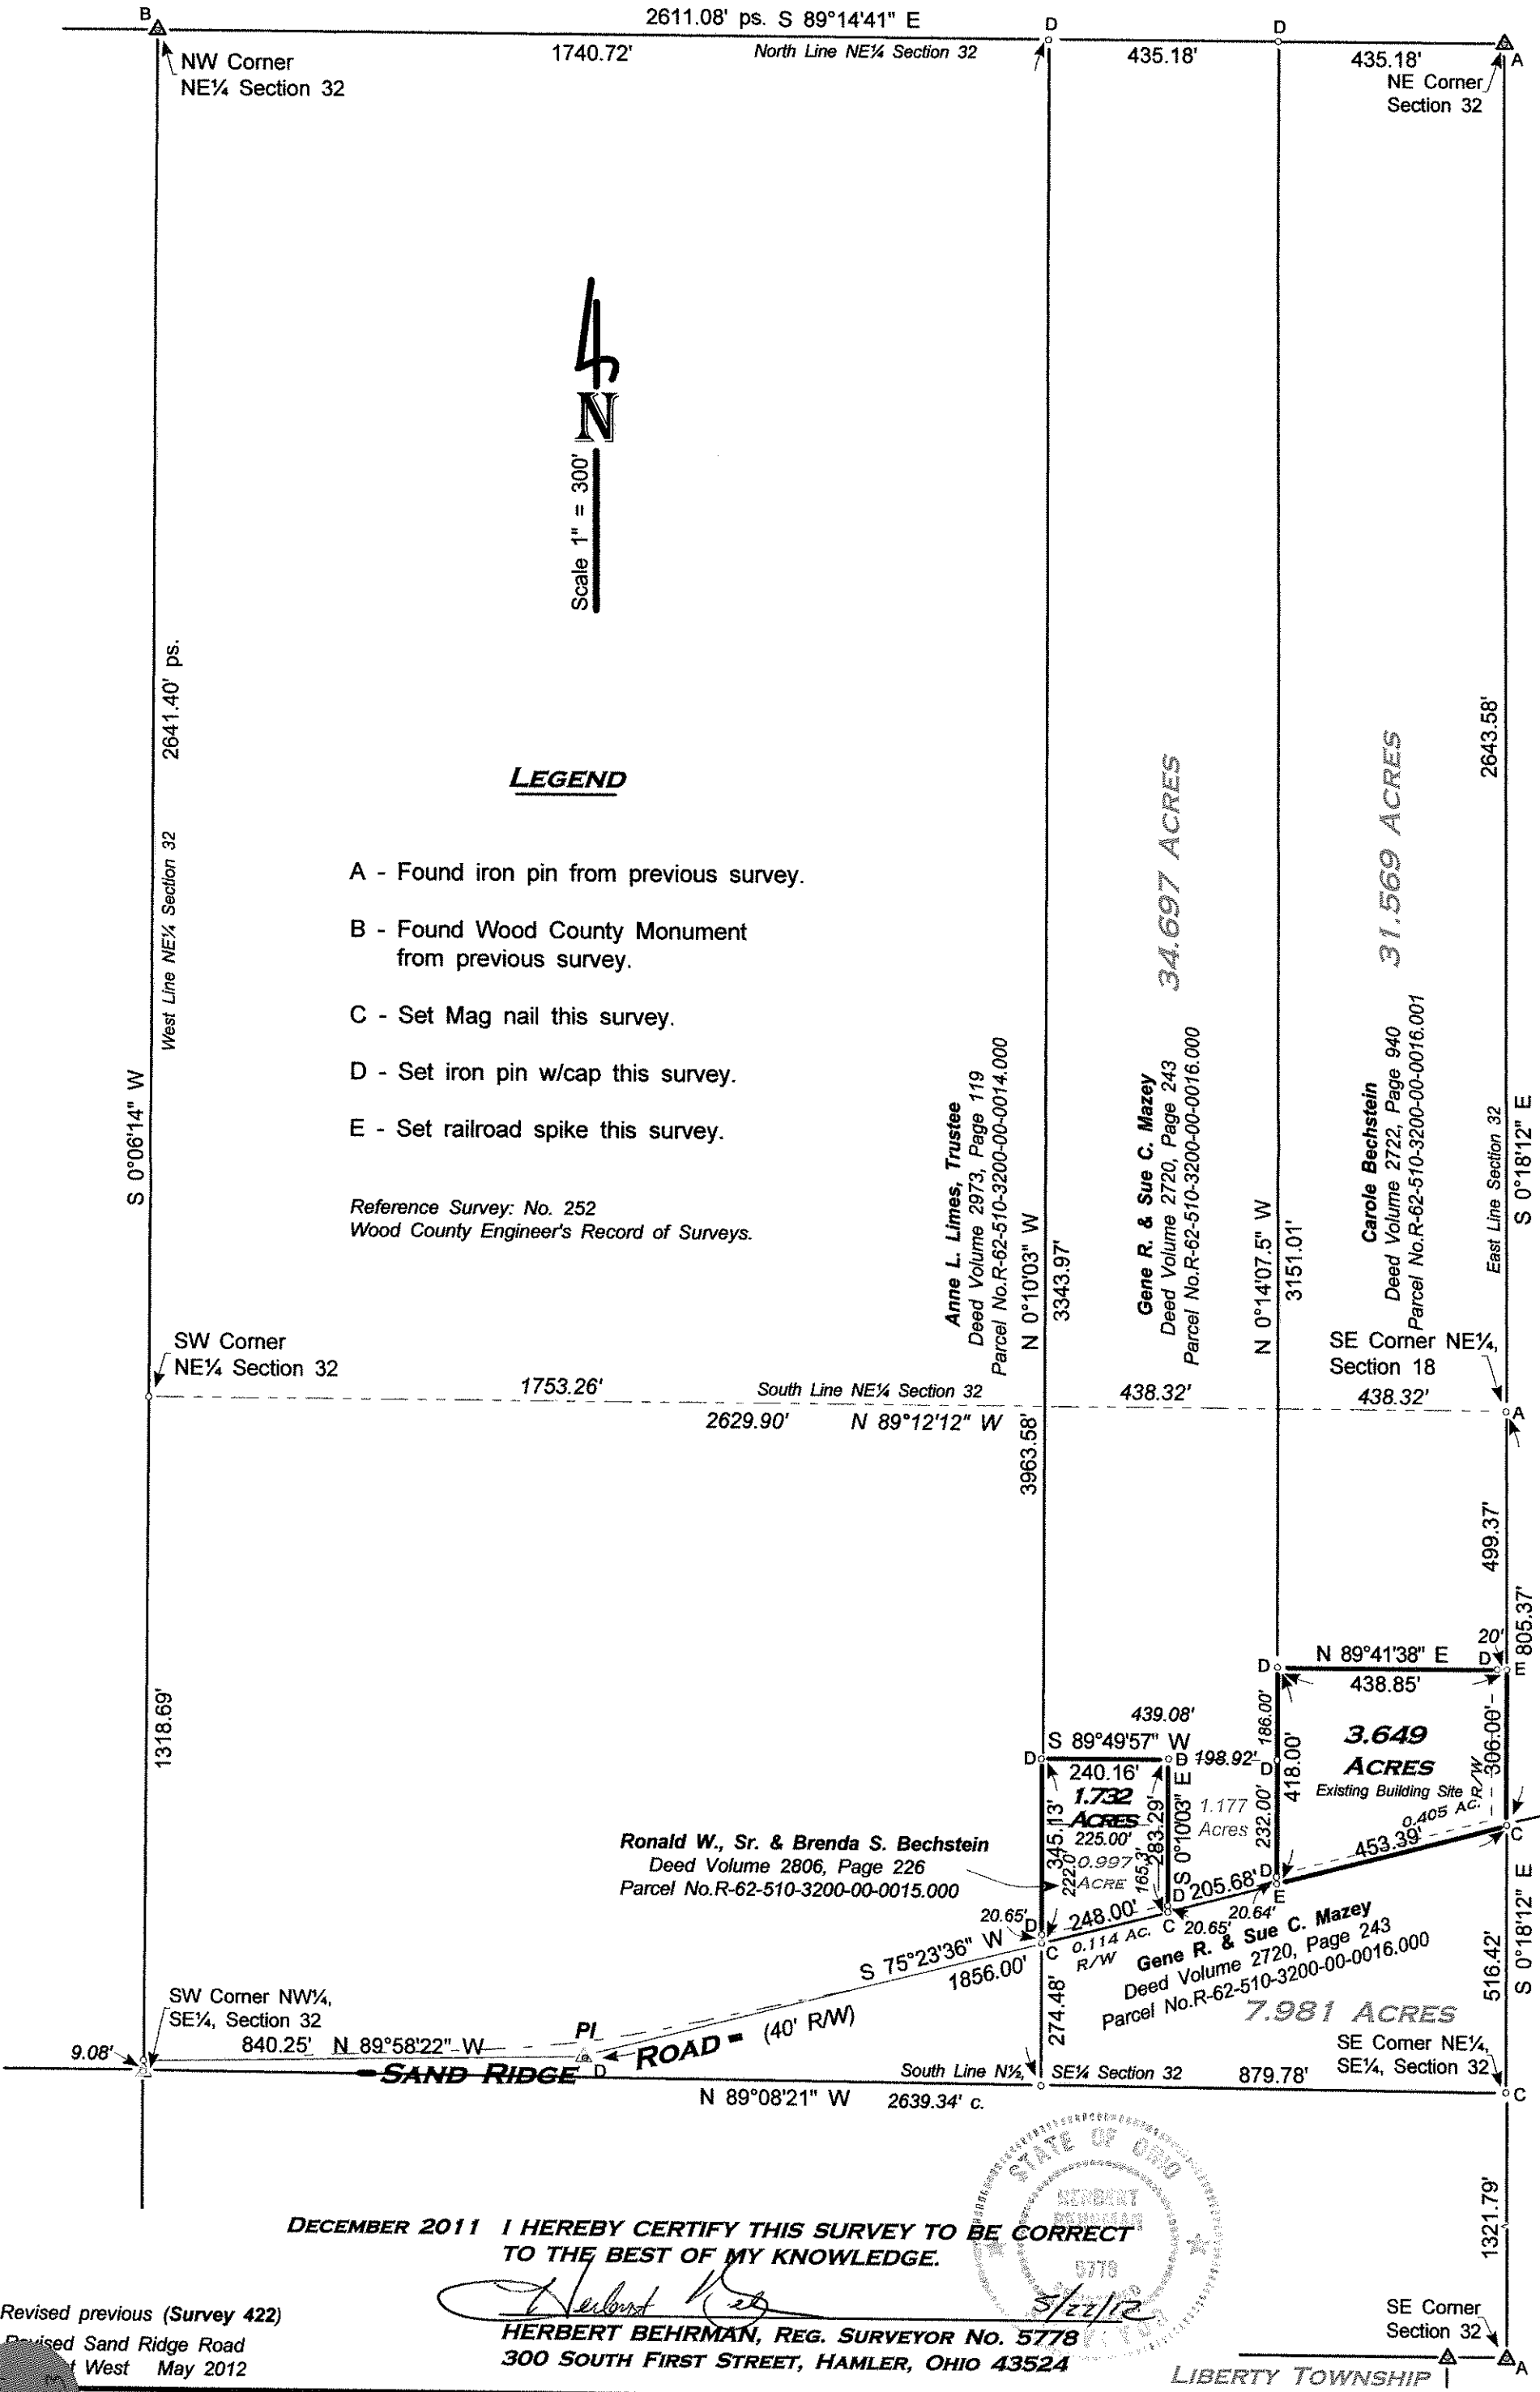 B
2611.08' ps. S 89°14'41" E
D
D
NW Corner
NE¼ Section 32
1740.72'
North Line NE¼ Section 32
435.18'
435.18'
A
NE Corner
Section 32
N
Scale 1" = 300'
2641.40' ps.
West Line NE¼ Section 32
S 0°06'14" W
LEGEND
A - Found iron pin from previous survey.
B - Found Wood County Monument
from previous survey.
C - Set Mag nail this survey.
D - Set iron pin w/cap this survey.
E - Set railroad spike this survey.
Reference Survey: No. 252
Wood County Engineer's Record of Surveys.
Anne L. Limes, Trustee
Deed Volume 2973, Page 119
Parcel No.R-62-510-3200-00-0014.000
N 0°10'03" W
3343.97'
34.697 ACRES
Gene R. & Sue C. Mazey
Deed Volume 2720, Page 243
Parcel No.R-62-510-3200-00-0016.000
N 0°14'07.5" W
3151.01'
31.569 ACRES
Carole Bechstein
Deed Volume 2722, Page 940
Parcel No.R-62-510-3200-00-0016.001
2643.58'
East Line Section 32
S 0°18'12" E
SW Corner
NE¼ Section 32
SE Corner NE¼,
Section 18
1753.26'
South Line NE¼ Section 32
438.32'
438.32'
2629.90' N 89°12'12" W
A
3963.58'
499.37'
805.37'
1318.69'
20'
N 89°41'38" E
D
D
E
438.85'
439.08'
S 89°49'57" W
D
D
198.92'
D
186.00'
418.00'
232.00'
3.649
ACRES
Existing Building Site
306.00'
R/W
0.405 AC.
240.16'
1.732
ACRES
225.00'
0.997
ACRE
345.13'
222.0'
165.3'
283.29'
S 0°10'03" E
1.177
Acres
453.39'
C
Ronald W., Sr. & Brenda S. Bechstein
Deed Volume 2806, Page 226
Parcel No.R-62-510-3200-00-0015.000
D
205.68'
D
E
20.65'
D
248.00'
C
20.65'
20.64'
C
0.114 AC.
R/W
Gene R. & Sue C. Mazey
Deed Volume 2720, Page 243
Parcel No.R-62-510-3200-00-0016.000
S 75°23'36" W
1856.00'
274.48'
516.42'
S 0°18'12" E
7.981 ACRES
SW Corner NW¼,
SE¼, Section 32
840.25' N 89°58'22" W
PI
9.08'
SAND RIDGE
D
ROAD
(40' R/W)
South Line N½,
SE¼ Section 32
879.78'
SE Corner NE¼,
SE¼, Section 32
C
N 89°08'21" W 2639.34' c.
STATE OF OHIO
HERBERT
BEHRMAN
5778
1321.79'
DECEMBER 2011 I HEREBY CERTIFY THIS SURVEY TO BE CORRECT
TO THE BEST OF MY KNOWLEDGE.
5/22/12
HERBERT BEHRMAN, REG. SURVEYOR NO. 5778
300 SOUTH FIRST STREET, HAMLER, OHIO 43524
Revised previous (Survey 422)
Sand Ridge Road
West May 2012
SE Corner
Section 32
A
LIBERTY TOWNSHIP